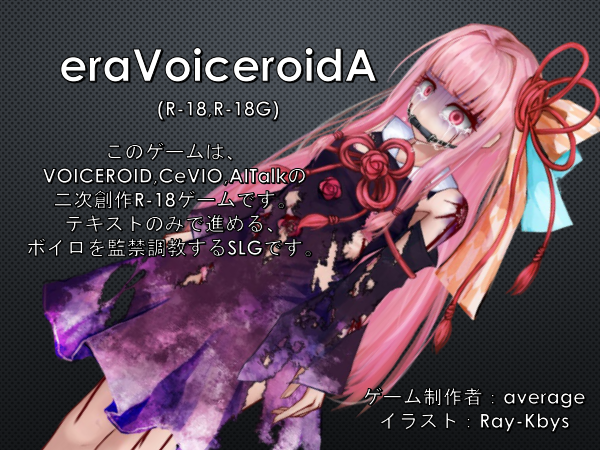 eraVoiceroidA
(R-18,R-18G)
このゲームは、
VOICEROID,CeVIO,AITalkの
二次創作R-18ゲームです。
テキストのみで進める、
ボイロを監禁調教するSLGです。
ゲーム制作者：average
イラスト：Ray-Kbys